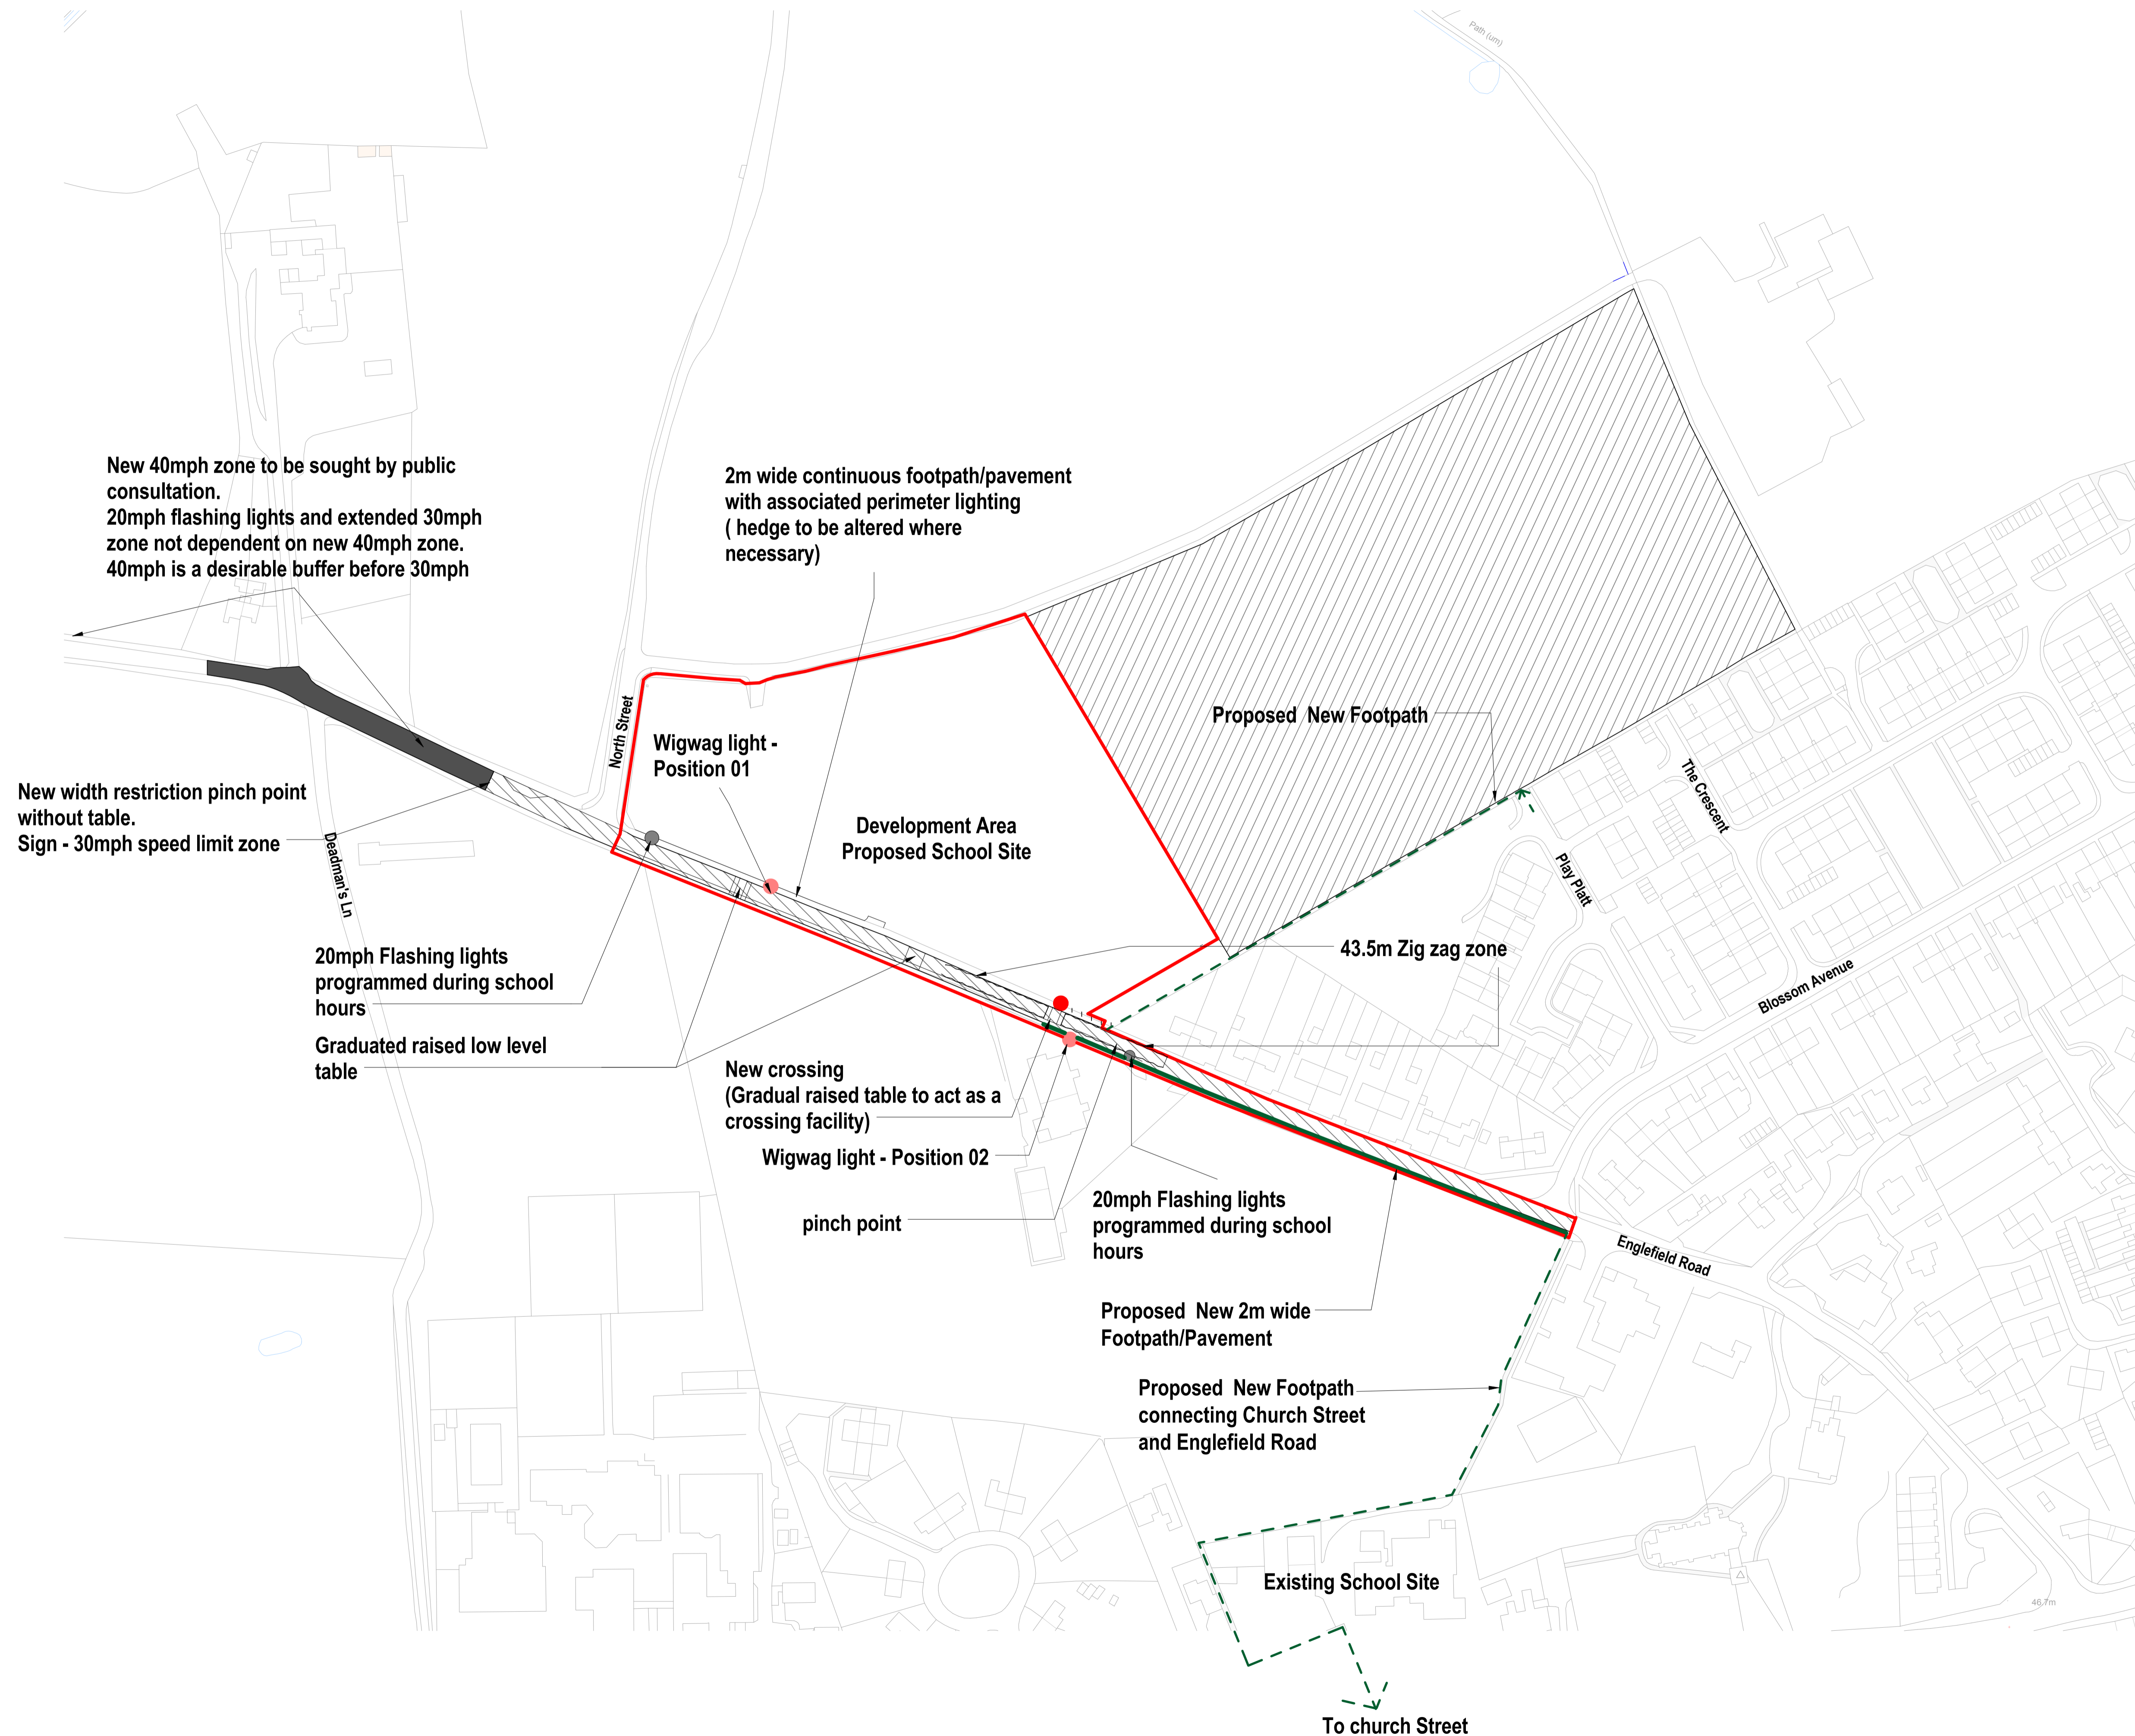 Path (um)
New 40mph zone to be sought by public
consultation.
20mph flashing lights and extended 30mph
zone not dependent on new 40mph zone.
40mph is a desirable buffer before 30mph
2m wide continuous footpath/pavement
with associated perimeter lighting
( hedge to be altered where
necessary)
North Street
Wigwag light -
Position 01
Proposed New Footpath
The Crescent
New width restriction pinch point
without table.
Sign - 30mph speed limit zone
Deadman's Ln
Development Area
Proposed School Site
Play Platt
Blossom Avenue
20mph Flashing lights
programmed during school
hours
43.5m Zig zag zone
Graduated raised low level
table
New crossing
(Gradual raised table to act as a
crossing facility)
Wigwag light - Position 02
pinch point
20mph Flashing lights
programmed during school
hours
Englefield Road
Proposed New 2m wide
Footpath/Pavement
Proposed New Footpath
connecting Church Street
and Englefield Road
Existing School Site
46.7m
To church Street